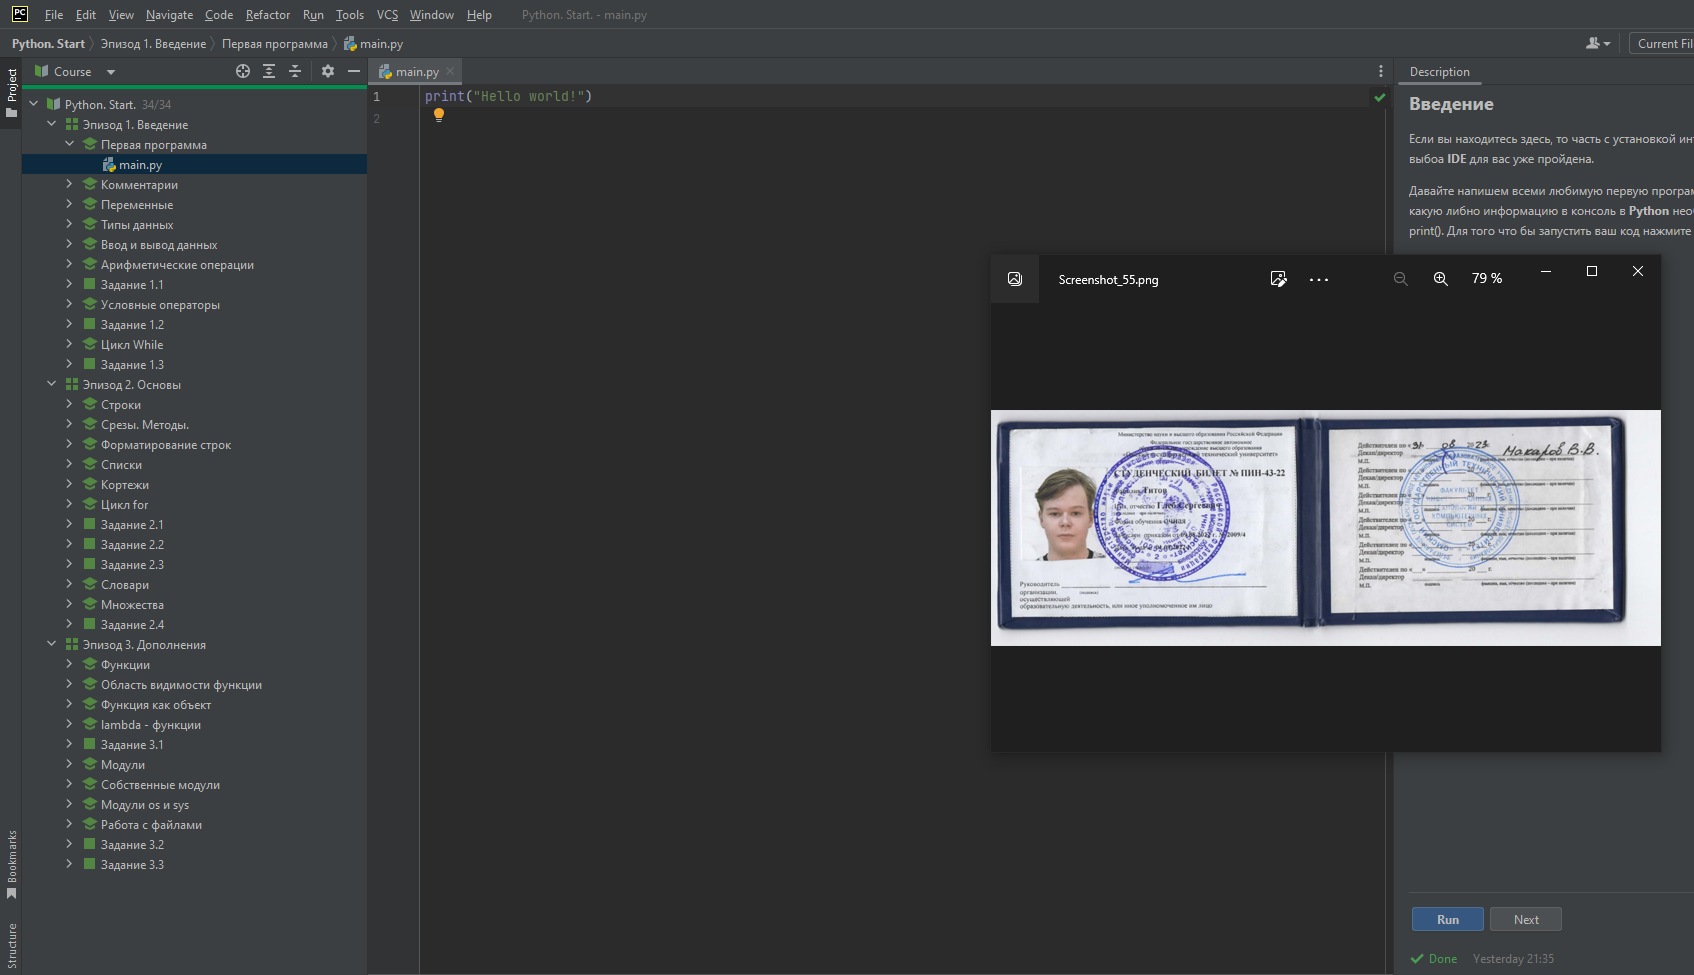 File Edit View Navigate Code Refactor Run Tools VCS Window Help Python. Start. - main.py
Python. Start Эпизод 1. Введение Первая программа main.py Current Fil
Project
Course
main.py
Description
Python. Start. 34/34
Эпизод 1. Введение
Первая программа
main.py
Комментарии
Переменные
Типы данных
Ввод и вывод данных
Арифметические операции
Задание 1.1
Условные операторы
Задание 1.2
Цикл While
Задание 1.3
Эпизод 2. Основы
Строки
Срезы. Методы.
Форматирование строк
Списки
Кортежи
Цикл for
Задание 2.1
Задание 2.2
Задание 2.3
Словари
Множества
Задание 2.4
Эпизод 3. Дополнения
Функции
Область видимости функции
Функция как объект
lambda - функции
Задание 3.1
Модули
Собственные модули
Модули os и sys
Работа с файлами
Задание 3.2
Задание 3.3
Bookmarks
Structure
1 print("Hello world!")
2
Введение
Если вы находитесь здесь, то часть с установкой ин
выбоа IDE для вас уже пройдена.
Давайте напишем всеми любимую первую програм
какую либно информацию в консоль в Python нео
print(). Для того что бы запустить ваш код нажмите
Screenshot_55.png 79 %
Министерство науки и высшего образования Российской Федерации
Федеральное государственное автономное
технический университет»
СТУДЕНЧЕСКИЙ БИЛЕТ № ПИН-43-22
Титов
отчество Глеб Сергеевич
Форма обучения очная
Руководитель
организации,
осуществляющей
образовательную деятельность, или иное уполномоченное им лицо
Действителен по «31» 08 2023 Макаров В.В.
Декан/директор
М.П.
Действителен по
Декан/директор
М.П.
Действителен по
Декан/директор
М.П.
Действителен по
Декан/директор
М.П.
Действителен по
Декан/директор
М.П.
Действителен по « » 20 г.
Декан/директор
М.П.
Run Next
Done Yesterday 21:35